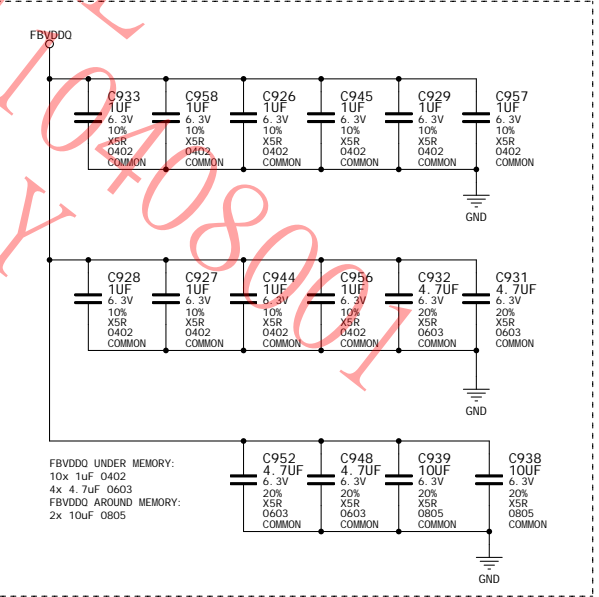 FBVDDQ
C933
1UF
6.3V
10%
X5R
0402
COMMON
C958
1UF
6.3V
10%
X5R
0402
COMMON
C926
1UF
6.3V
10%
X5R
0402
COMMON
C945
1UF
6.3V
10%
X5R
0402
COMMON
C929
1UF
6.3V
10%
X5R
0402
COMMON
C957
1UF
6.3V
10%
X5R
0402
COMMON
GND
C928
1UF
6.3V
10%
X5R
0402
COMMON
C927
1UF
6.3V
10%
X5R
0402
COMMON
C944
1UF
6.3V
10%
X5R
0402
COMMON
C956
1UF
6.3V
10%
X5R
0402
COMMON
C932
4.7UF
6.3V
20%
X5R
0603
COMMON
C931
4.7UF
6.3V
20%
X5R
0603
COMMON
GND
C952
4.7UF
6.3V
20%
X5R
0603
COMMON
C948
4.7UF
6.3V
20%
X5R
0603
COMMON
C939
10UF
6.3V
20%
X5R
0805
COMMON
C938
10UF
6.3V
20%
X5R
0805
COMMON
GND
FBVDDQ UNDER MEMORY:
10x 1uF 0402
4x 4.7uF 0603
FBVDDQ AROUND MEMORY:
2x 10uF 0805
L
10408001
Y